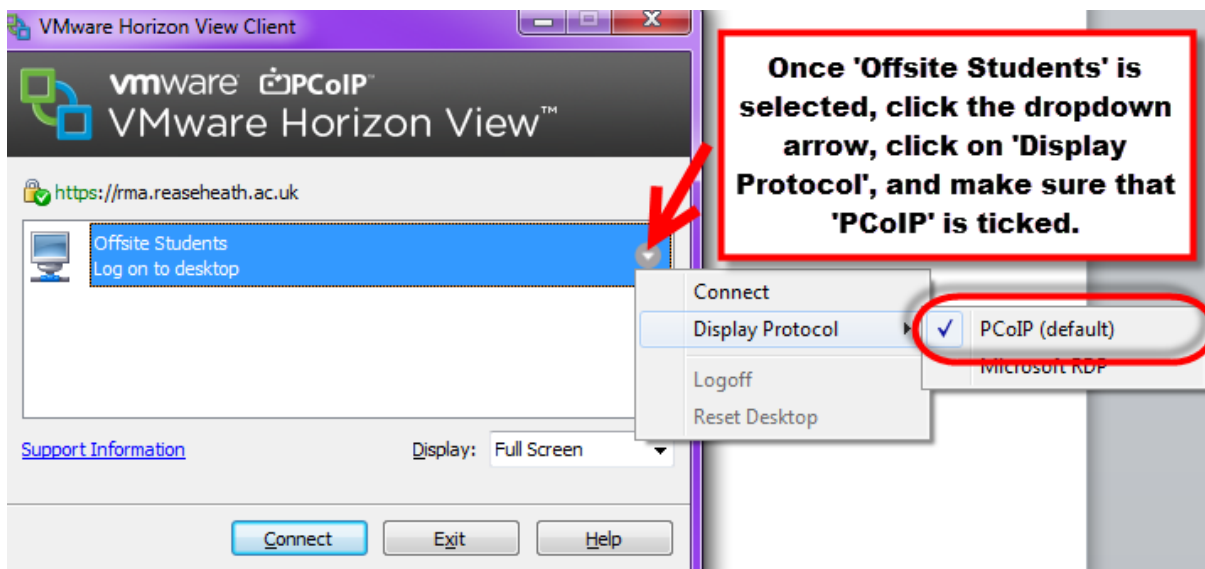 VMware Horizon View Client
vmware PCoIP™
VMware Horizon View™
https://rma.reaseheath.ac.uk
Offsite Students
Log on to desktop
Once 'Offsite Students' is
selected, click the dropdown
arrow, click on 'Display
Protocol', and make sure that
'PCoIP' is ticked.
Connect
Display Protocol
Logoff
Reset Desktop
PCoIP (default)
Microsoft RDP
Support Information
Display: Full Screen
Connect Exit Help